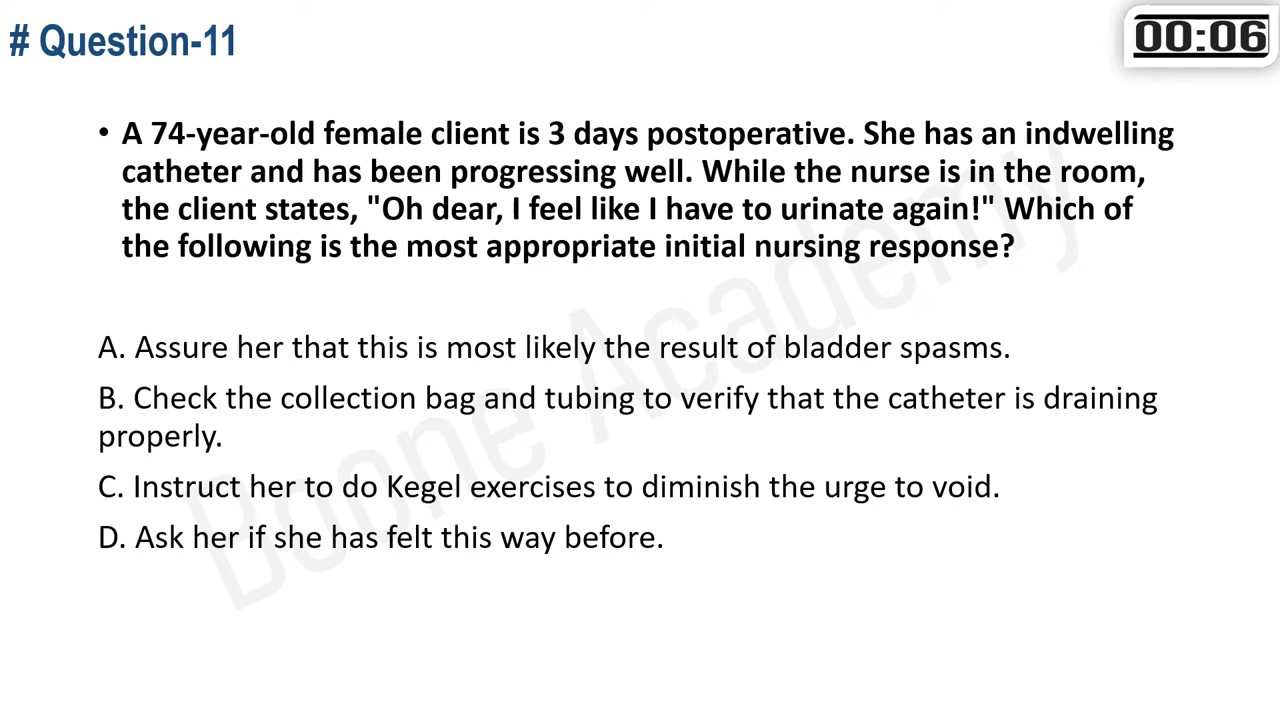 # Question-11
00:06
• A 74-year-old female client is 3 days postoperative. She has an indwelling
catheter and has been progressing well. While the nurse is in the room,
the client states, "Oh dear, I feel like I have to urinate again!" Which of
the following is the most appropriate initial nursing response?
A. Assure her that this is most likely the result of bladder spasms.
B. Check the collection bag and tubing to verify that the catheter is draining
properly.
C. Instruct her to do Kegel exercises to diminish the urge to void.
D. Ask her if she has felt this way before.
Boone Academy